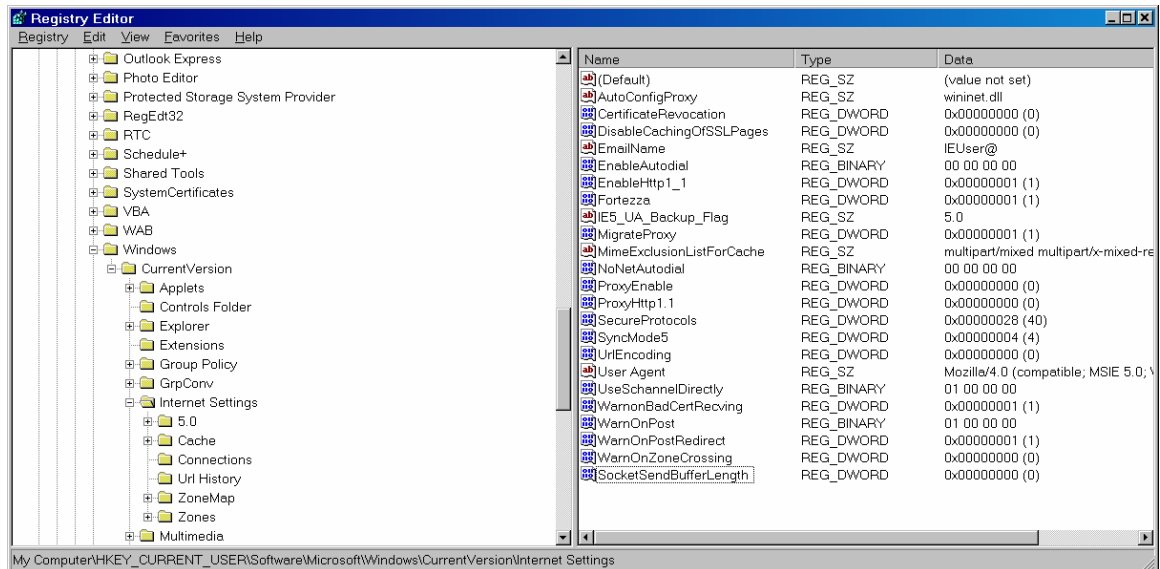 Registry Editor
Registry Edit View Favorites Help
Outlook Express
Photo Editor
Protected Storage System Provider
RegEdt32
RTC
Schedule+
Shared Tools
SystemCertificates
VBA
WAB
Windows
CurrentVersion
Applets
Controls Folder
Explorer
Extensions
Group Policy
GrpConv
Internet Settings
5.0
Cache
Connections
Url History
ZoneMap
Zones
Multimedia
Name Type Data
(Default) REG_SZ (value not set)
AutoConfigProxy REG_SZ wininet.dll
CertificateRevocation REG_DWORD 0x00000000 (0)
DisableCachingOfSSLPages REG_DWORD 0x00000000 (0)
EmailName REG_SZ IEUser@
EnableAutodial REG_BINARY 00 00 00 00
EnableHttp1_1 REG_DWORD 0x00000001 (1)
Fortezza REG_DWORD 0x00000001 (1)
IE5_UA_Backup_Flag REG_SZ 5.0
MigrateProxy REG_DWORD 0x00000001 (1)
MimeExclusionListForCache REG_SZ multipart/mixed multipart/x-mixed-re
NoNetAutodial REG_BINARY 00 00 00 00
ProxyEnable REG_DWORD 0x00000000 (0)
ProxyHttp1.1 REG_DWORD 0x00000000 (0)
SecureProtocols REG_DWORD 0x00000028 (40)
SyncMode5 REG_DWORD 0x00000004 (4)
UrlEncoding REG_DWORD 0x00000000 (0)
User Agent REG_SZ Mozilla/4.0 (compatible; MSIE 5.0;
UseSchannelDirectly REG_BINARY 01 00 00 00
WarnonBadCertRecving REG_DWORD 0x00000001 (1)
WarnOnPost REG_BINARY 01 00 00 00
WarnOnPostRedirect REG_DWORD 0x00000001 (1)
WarnOnZoneCrossing REG_DWORD 0x00000000 (0)
SocketSendBufferLength REG_DWORD 0x00000000 (0)
My Computer\HKEY_CURRENT_USER\Software\Microsoft\Windows\CurrentVersion\Internet Settings